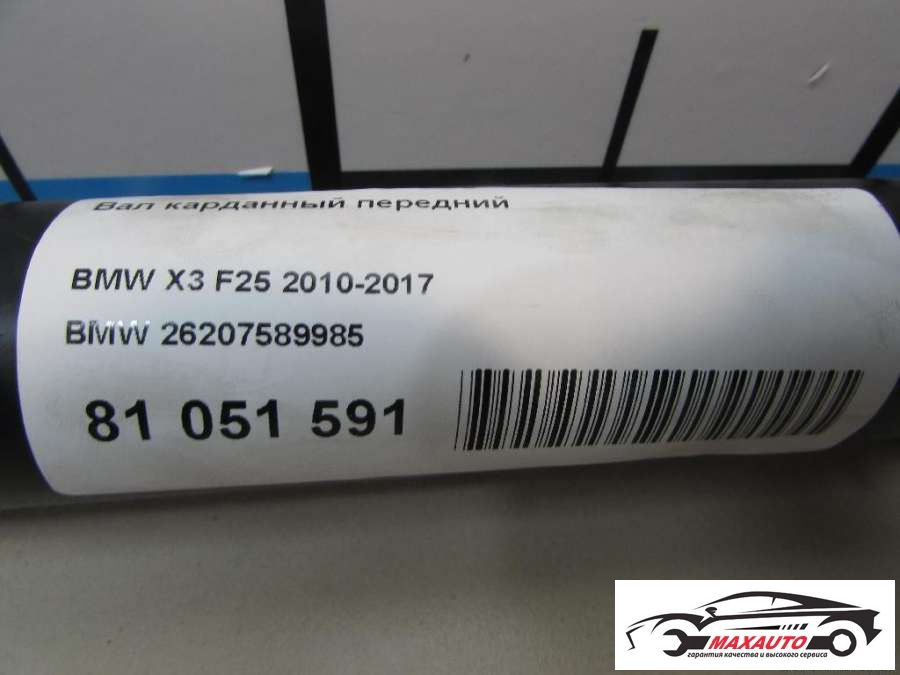 Вал карданный передний
BMW X3 F25 2010-2017
BMW 26207589985
81 051 591
MAXAUTO
гарантия качества и высокого сервиса